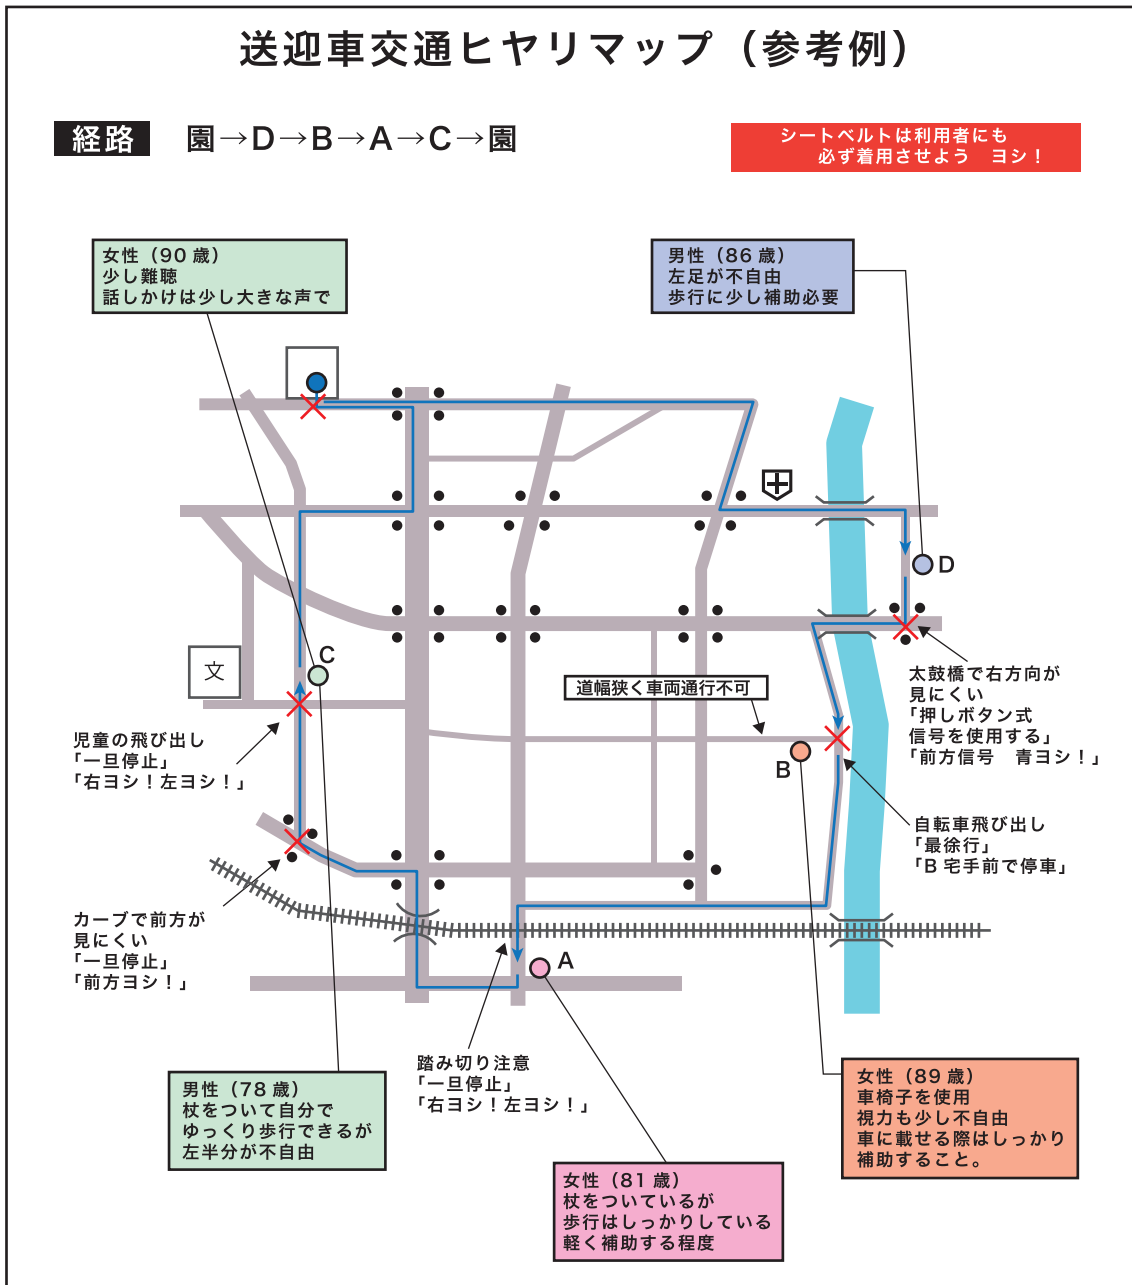 送迎車交通ヒヤリマップ（参考例）
経路　園→D→B→A→C→園
シートベルトは利用者にも
必ず着用させよう　ヨシ！
女性（90 歳）
少し難聴
話しかけは少し大きな声で
男性（86 歳）
左足が不自由
歩行に少し補助必要
D
C
文
太鼓橋で右方向が
見にくい
「押しボタン式
信号を使用する」
「前方信号　青ヨシ！」
道幅狭く車両通行不可
児童の飛び出し
「一旦停止」
「右ヨシ！左ヨシ！」
B
自転車飛び出し
「最徐行」
「B 宅手前で停車」
カーブで前方が
見にくい
「一旦停止」
「前方ヨシ！」
A
踏み切り注意
「一旦停止」
「右ヨシ！左ヨシ！」
男性（78 歳）
杖をついて自分で
ゆっくり歩行できるが
左半分が不自由
女性（89 歳）
車椅子を使用
視力も少し不自由
車に載せる際はしっかり
補助すること。
女性（81 歳）
杖をついているが
歩行はしっかりしている
軽く補助する程度